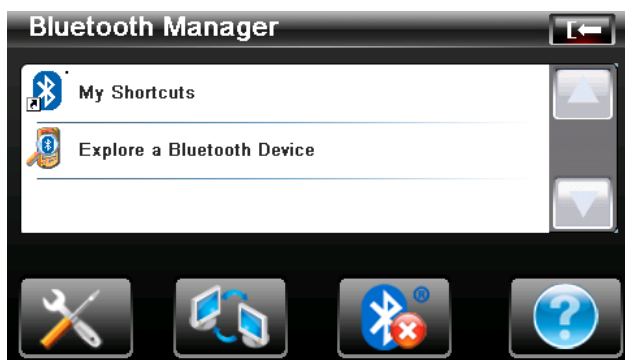 Bluetooth Manager
My Shortcuts
Explore a Bluetooth Device
®
?